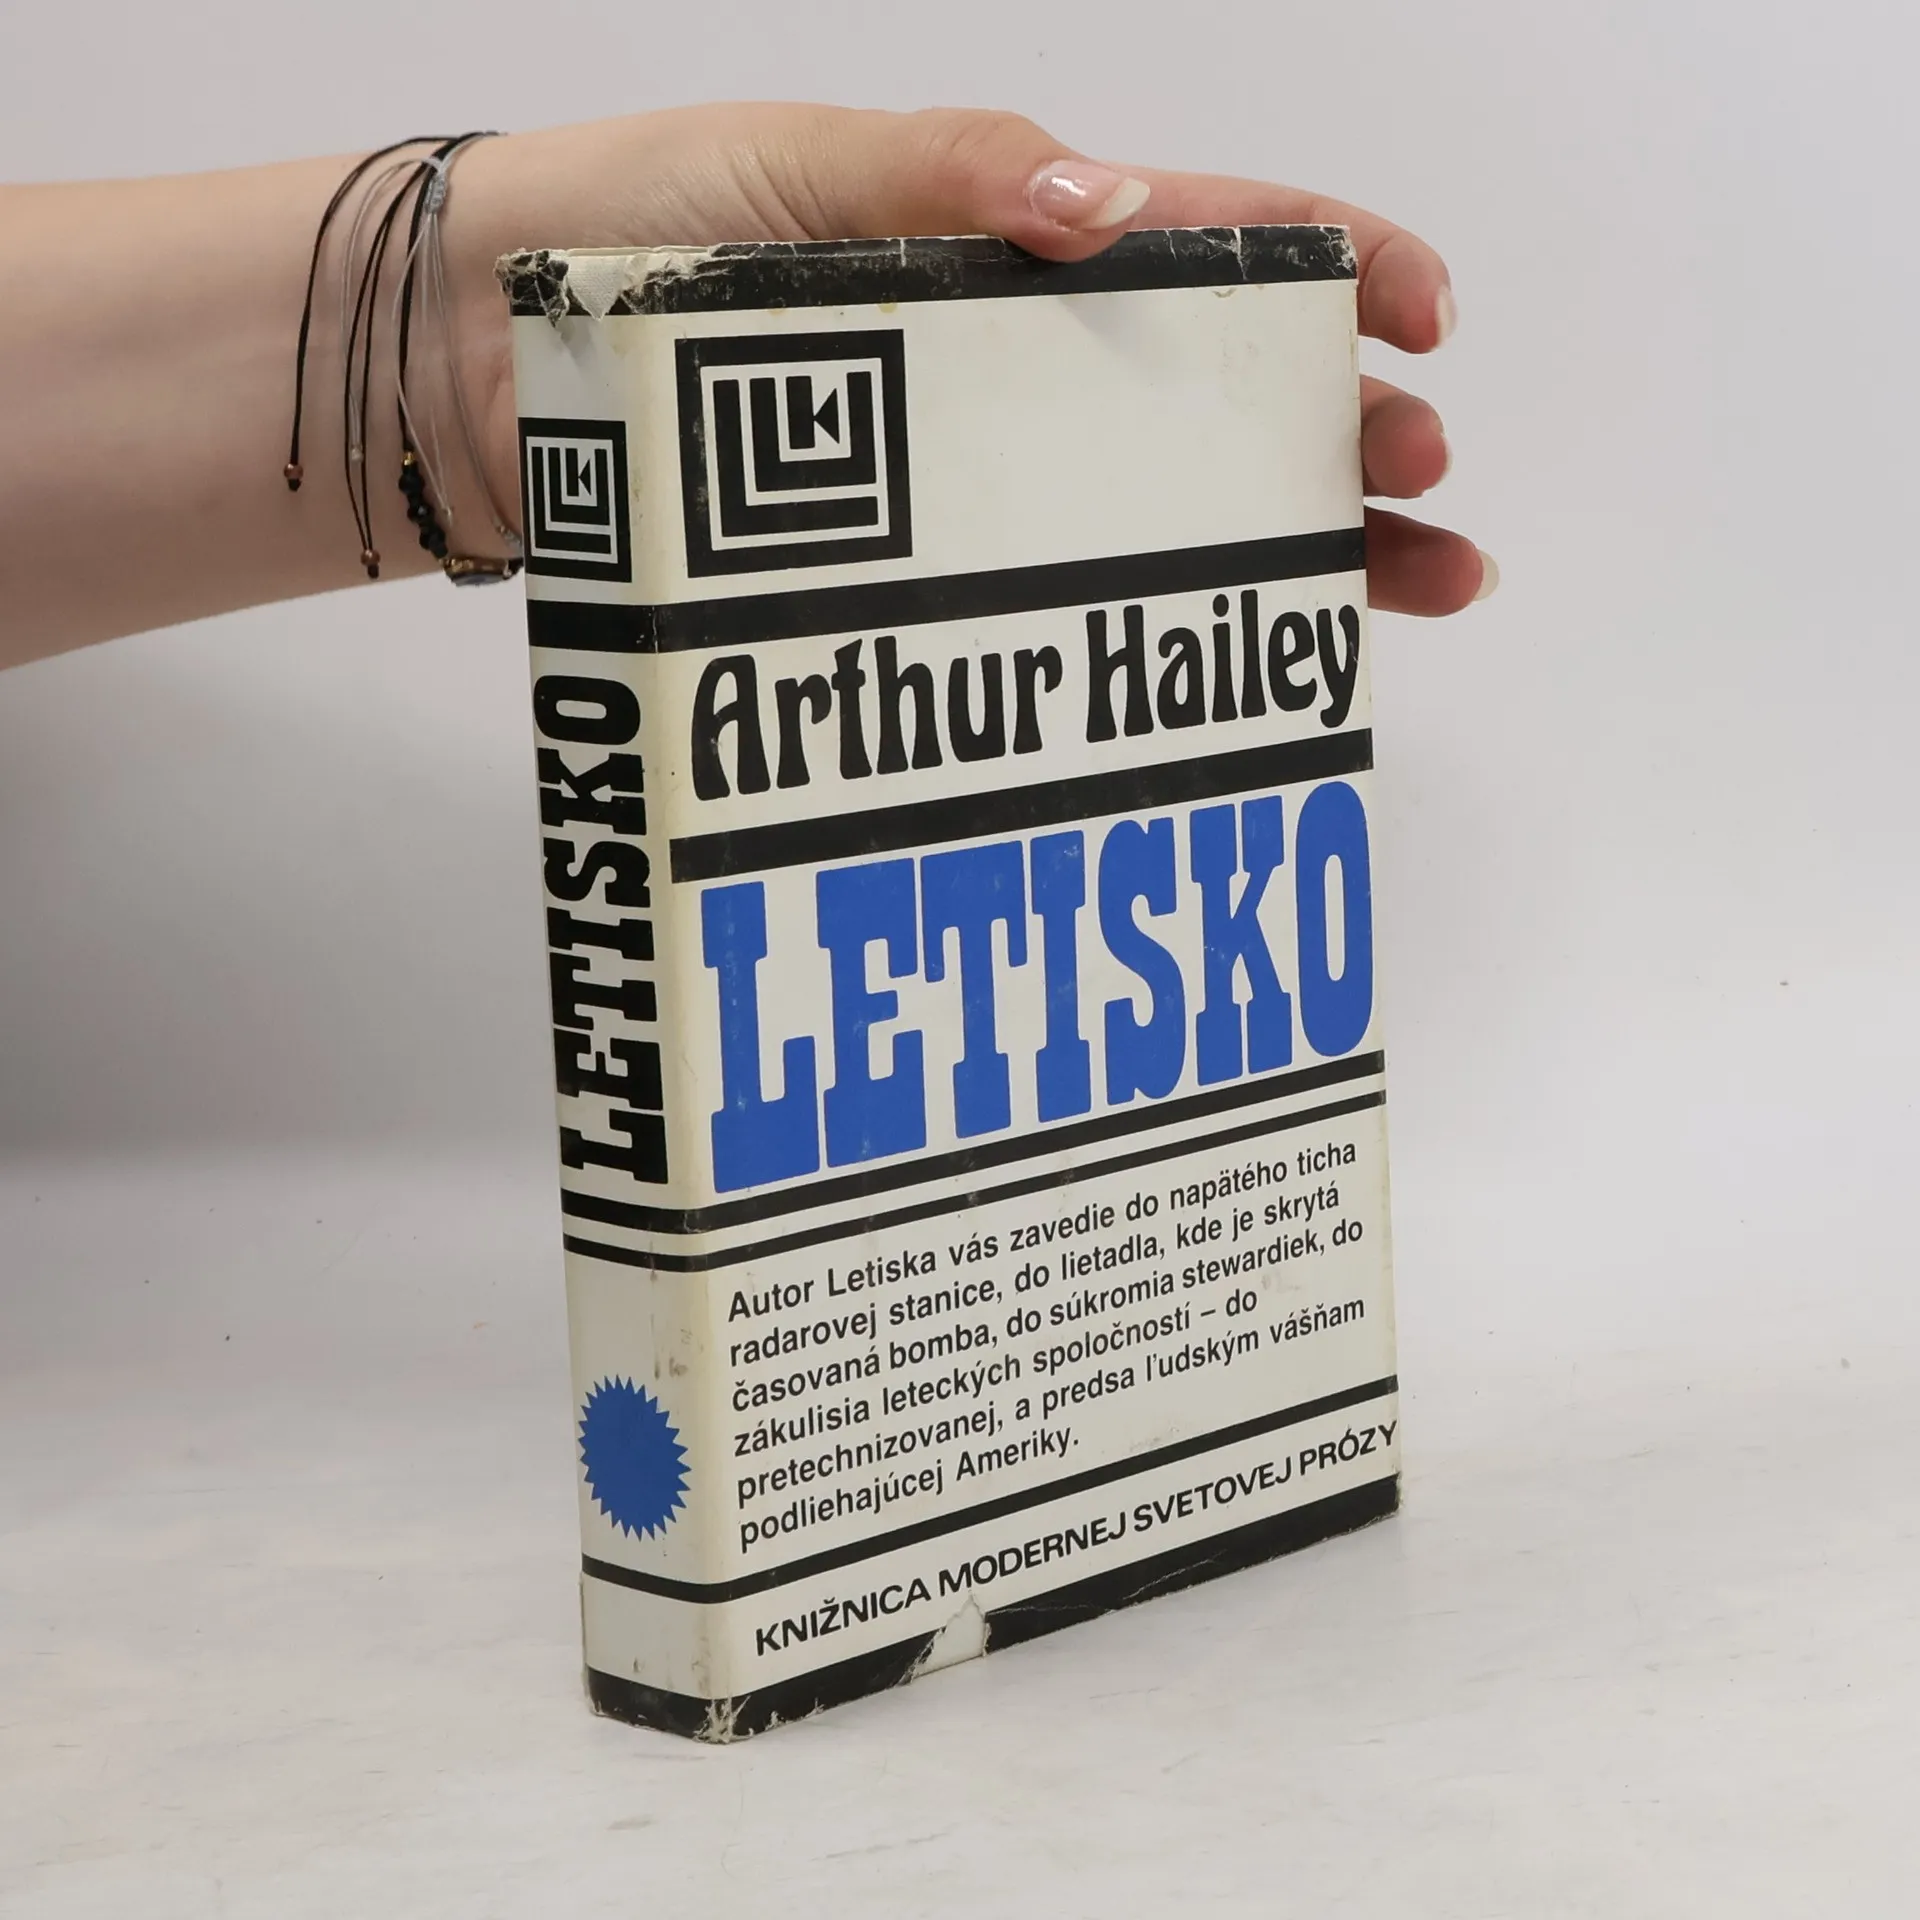 LETISKO
LUK
Arthur Hailey
LETISKO
Autor Letiska vás zavedie do napätého ticha
radarovej stanice, do lietadla, kde je skrytá
časovaná bomba, do súkromia stewardiek, do
zákulisia leteckých spoločností – do
pretechnizovanej, a predsa ľudským vášňam
podliehajúcej Ameriky.
KNIŽNICA MODERNEJ SVETOVEJ PRÓZY